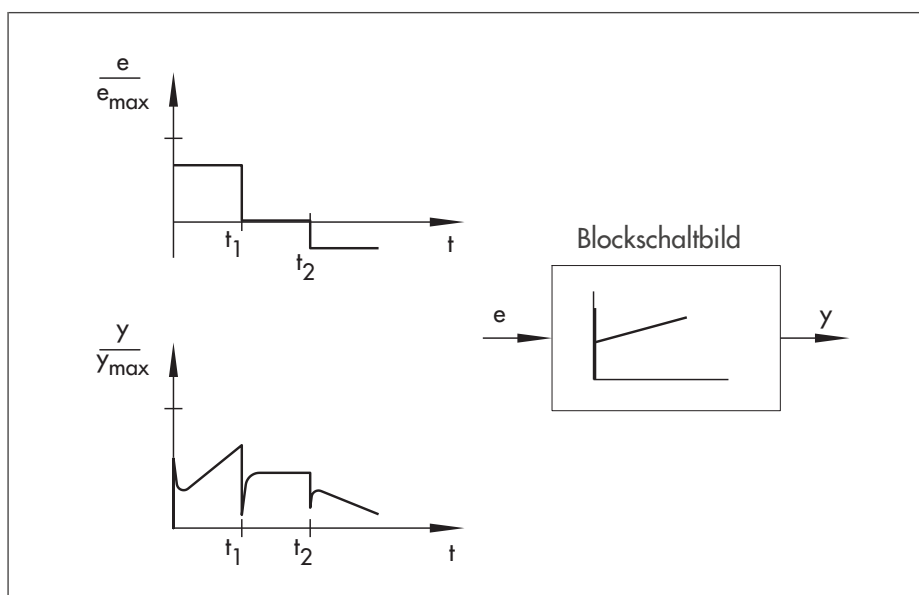 e
e_max
t_1
t_2
t
y
y_max
t_1
t_2
t
Blockschaltbild
e
y